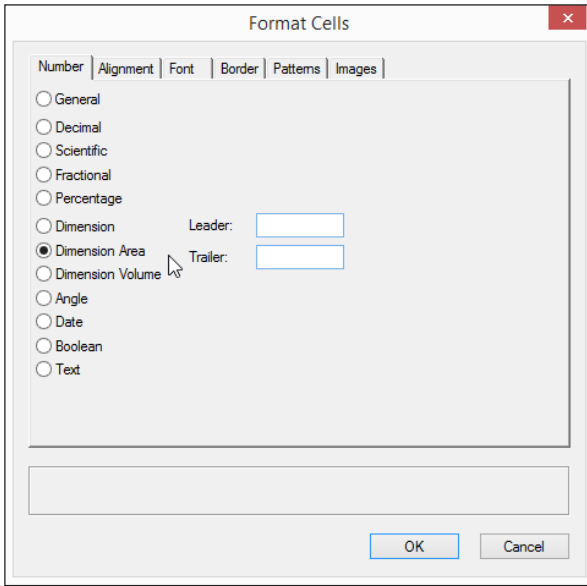 Format Cells
Number Alignment Font Border Patterns Images
General
Decimal
Scientific
Fractional
Percentage
Dimension Leader:
Dimension Area Trailer:
Dimension Volume
Angle
Date
Boolean
Text
OK Cancel